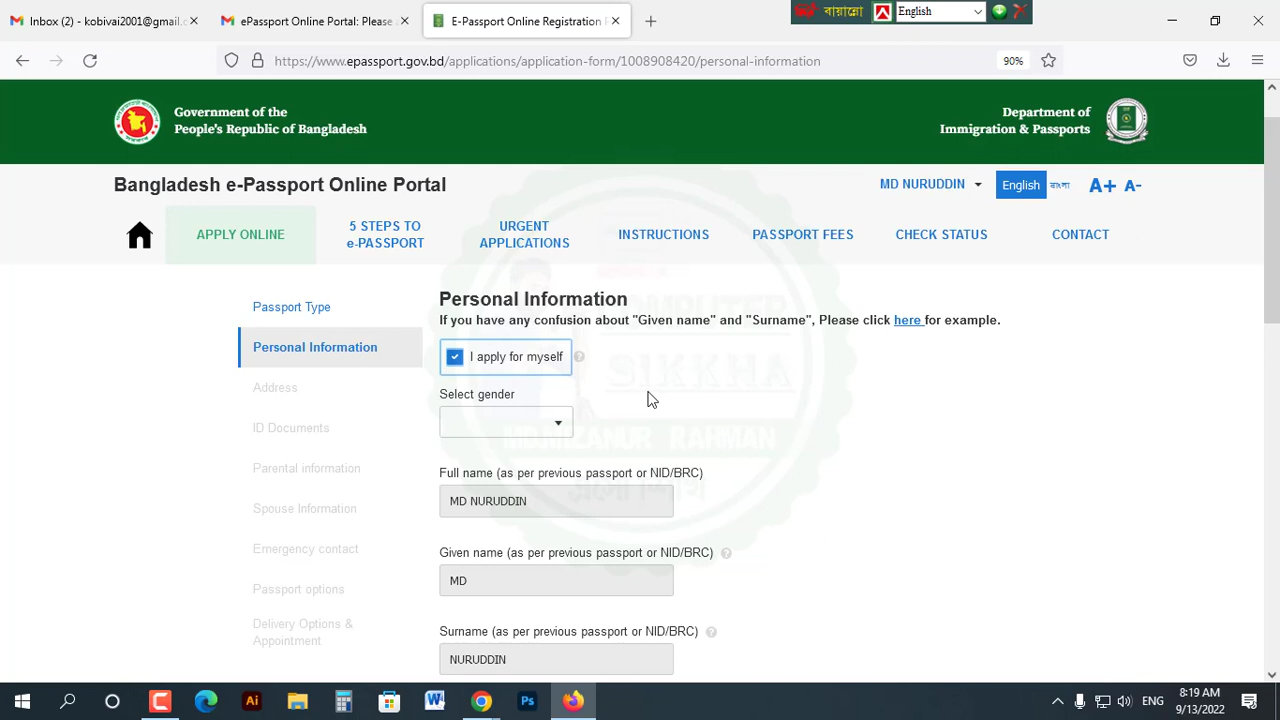 Inbox (2) - kobirai2001@gmail.
ePassport Online Portal: Please
E-Passport Online Registration
English
https://www.epassport.gov.bd/applications/application-form/1008908420/personal-information
90%
Government of the
People's Republic of Bangladesh
Department of
Immigration & Passports
Bangladesh e-Passport Online Portal
MD NURUDDIN
English
বাংলা
A+ A-
APPLY ONLINE
5 STEPS TO
e-PASSPORT
URGENT
APPLICATIONS
INSTRUCTIONS
PASSPORT FEES
CHECK STATUS
CONTACT
Passport Type
Personal Information
Address
ID Documents
Parental information
Spouse Information
Emergency contact
Passport options
Delivery Options &
Appointment
Personal Information
If you have any confusion about "Given name" and "Surname", Please click here for example.
I apply for myself
Select gender
Full name (as per previous passport or NID/BRC)
MD NURUDDIN
Given name (as per previous passport or NID/BRC)
MD
Surname (as per previous passport or NID/BRC)
NURUDDIN
COMPUTER
SIKKHA
RAHMAN
ENG
8:19 AM
9/13/2022